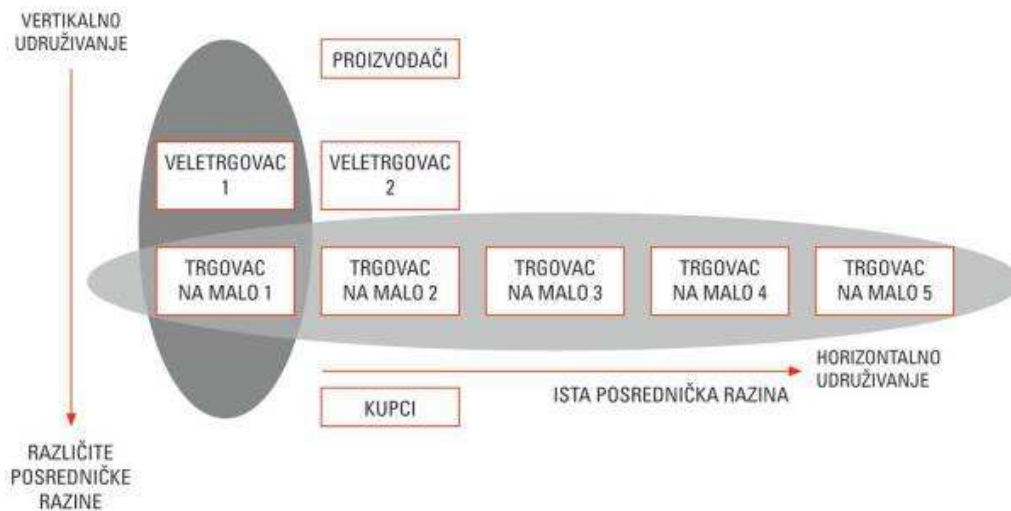 VERTIKALNO
UDRUŽIVANJE
PROIZVOĐAČI
VELETRGOVAC
1
VELETRGOVAC
2
TRGOVAC
NA MALO 1
TRGOVAC
NA MALO 2
TRGOVAC
NA MALO 3
TRGOVAC
NA MALO 4
TRGOVAC
NA MALO 5
HORIZONTALNO
UDRUŽIVANJE
ISTA POSREDNIČKA RAZINA
KUPCI
RAZLIČITE
POSREDNIČKE
RAZINE